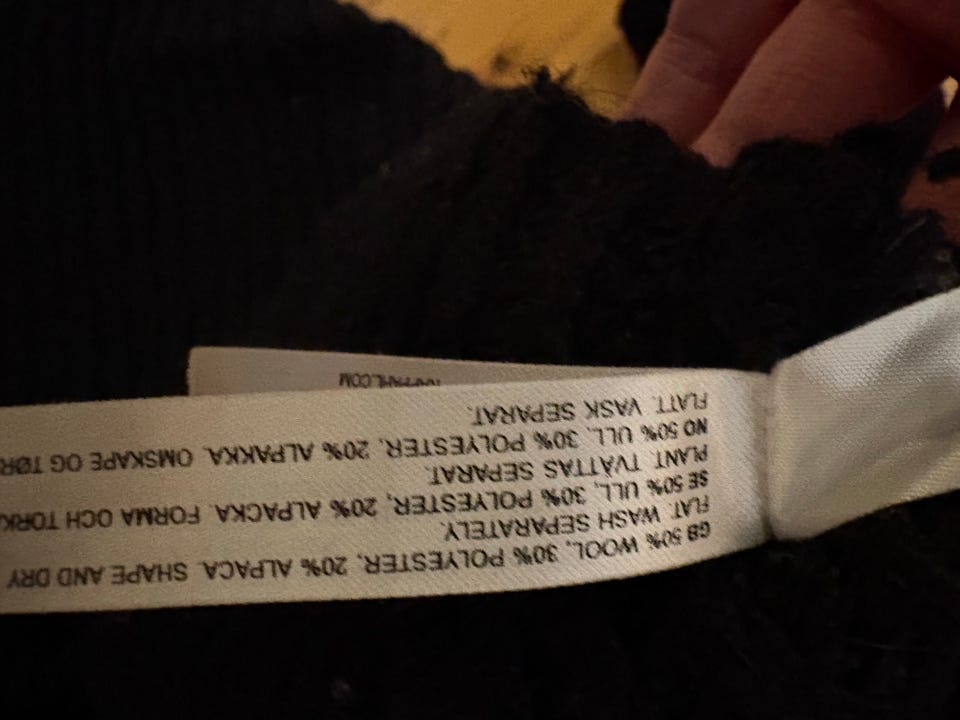 GB 50% WOOL, 30% POLYESTER, 20% ALPACA. SHAPE AND DRY
FLAT. WASH SEPARATELY.
SE 50% ULL, 30% POLYESTER, 20% ALPACKA. FORMA OCH TORK
PLANT. TVÄTTAS SEPARAT.
NO 50% ULL, 30% POLYESTER, 20% ALPAKKA. OMSKAPE OG TØR
FLATT. VASK SEPARAT.